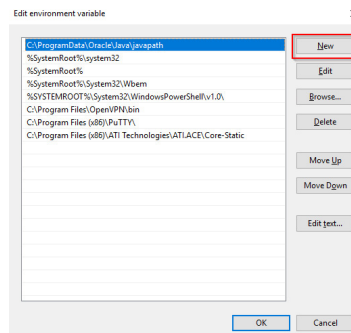 Edit environment variable
C:\ProgramData\Oracle\Java\javapath
%SystemRoot%\system32
%SystemRoot%
%SystemRoot%\System32\Wbem
%SYSTEMROOT%\System32\WindowsPowerShell\v1.0\
C:\Program Files\OpenVPN\bin
C:\Program Files (x86)\PuTTY\
C:\Program Files (x86)\ATI Technologies\ATI.ACE\Core-Static
New
Edit
Browse...
Delete
Move Up
Move Down
Edit text...
OK
Cancel